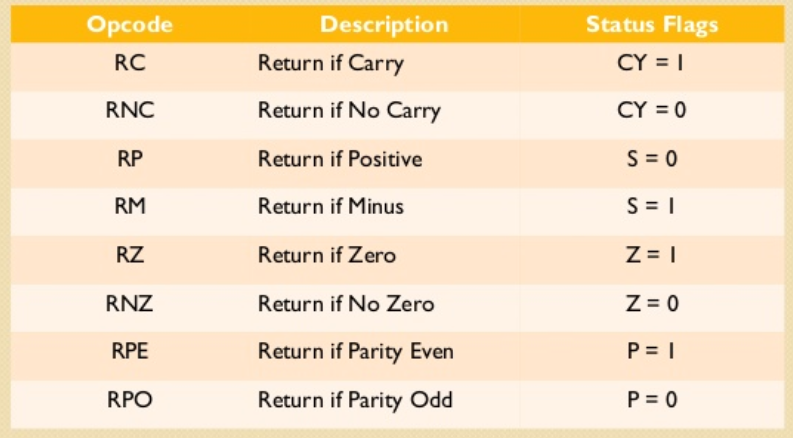 Opcode Description Status Flags
RC Return if Carry CY = 1
RNC Return if No Carry CY = 0
RP Return if Positive S = 0
RM Return if Minus S = 1
RZ Return if Zero Z = 1
RNZ Return if No Zero Z = 0
RPE Return if Parity Even P = 1
RPO Return if Parity Odd P = 0